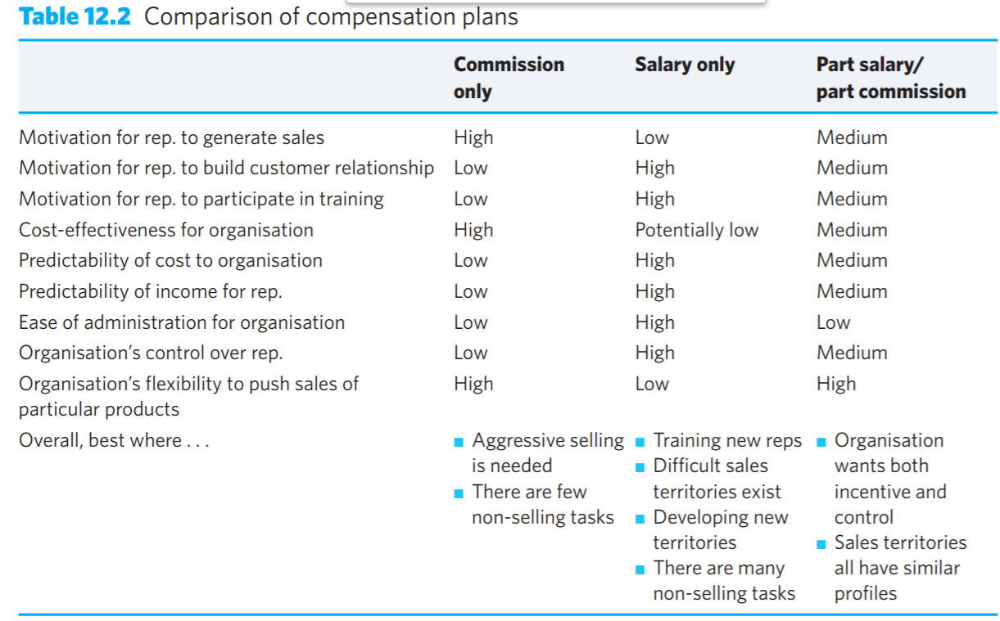 Table 12.2 Comparison of compensation plans
Commission only Salary only Part salary/ part commission
Motivation for rep. to generate sales High Low Medium
Motivation for rep. to build customer relationship Low High Medium
Motivation for rep. to participate in training Low High Medium
Cost-effectiveness for organisation High Potentially low Medium
Predictability of cost to organisation Low High Medium
Predictability of income for rep. Low High Medium
Ease of administration for organisation Low High Low
Organisation's control over rep. Low High Medium
Organisation's flexibility to push sales of High Low High
particular products
Overall, best where . . .
■ Aggressive selling
is needed
■ There are few
non-selling tasks
■ Training new reps
■ Difficult sales
territories exist
■ Developing new
territories
■ There are many
non-selling tasks
■ Organisation
wants both
incentive and
control
■ Sales territories
all have similar
profiles